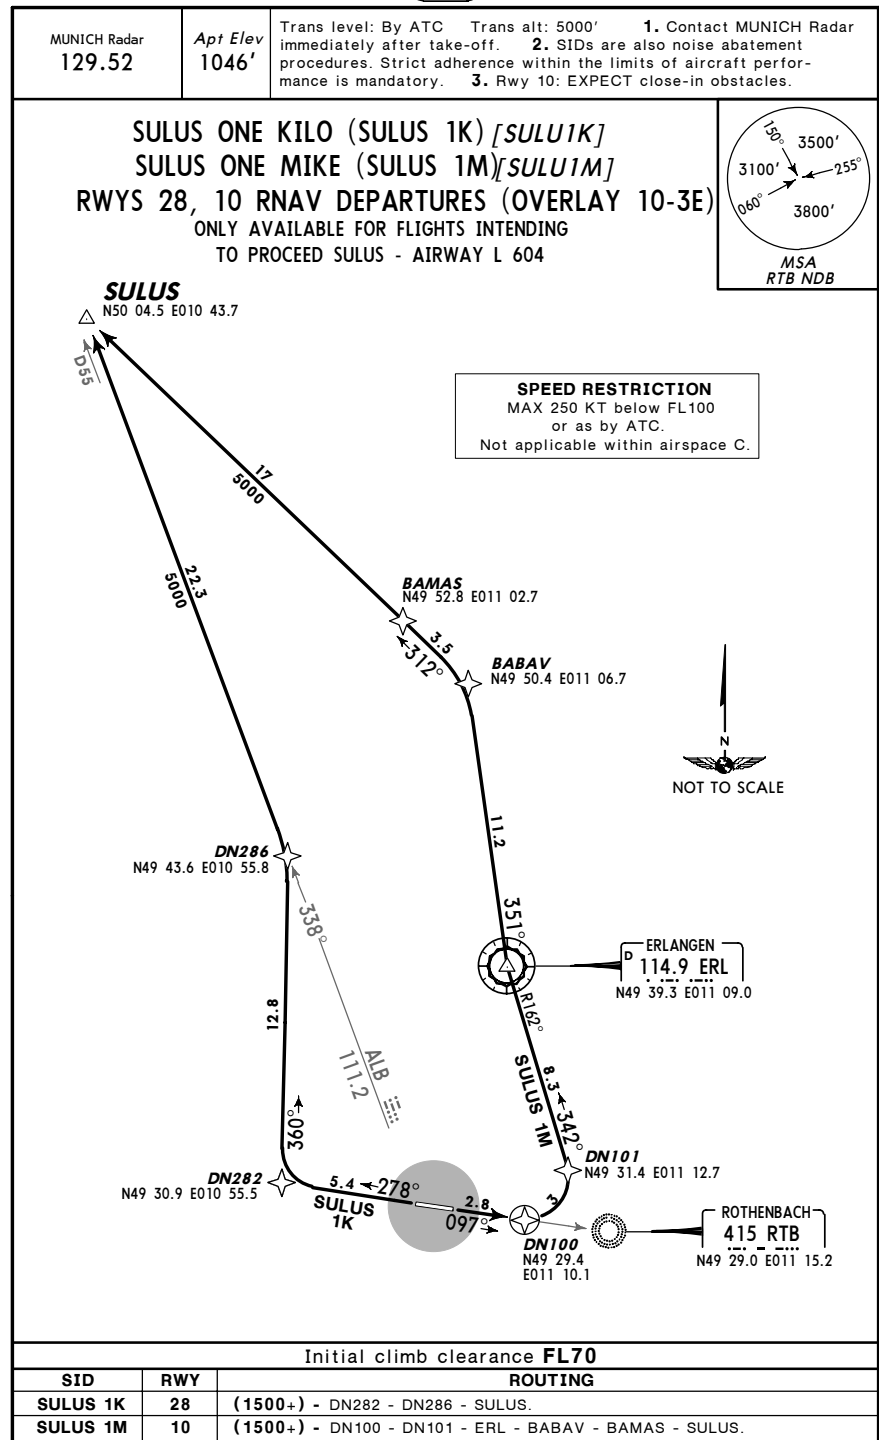 MUNICH Radar
129.52
Apt Elev
1046'
Trans level: By ATC Trans alt: 5000' 1. Contact MUNICH Radar
immediately after take-off. 2. SIDs are also noise abatement
procedures. Strict adherence within the limits of aircraft perfor-
mance is mandatory. 3. Rwy 10: EXPECT close-in obstacles.
SULUS ONE KILO (SULUS 1K) [SULU1K]
SULUS ONE MIKE (SULUS 1M)[SULU1M]
RWYS 28, 10 RNAV DEPARTURES (OVERLAY 10-3E)
ONLY AVAILABLE FOR FLIGHTS INTENDING
TO PROCEED SULUS - AIRWAY L 604
150°
3500'
3100'
255°
060°
3800'
MSA
RTB NDB
SULUS
N50 04.5 E010 43.7
D55
SPEED RESTRICTION
MAX 250 KT below FL100
or as by ATC.
Not applicable within airspace C.
17
5000
22.3
5000
BAMAS
N49 52.8 E011 02.7
3.5
312°
BABAV
N49 50.4 E011 06.7
N
NOT TO SCALE
11.2
DN286
N49 43.6 E010 55.8
338°
351°
ERLANGEN
D
114.9 ERL
N49 39.3 E011 09.0
R162°
12.8
ALB
111.2
SULUS 1M
8.3
342°
360°
DN101
N49 31.4 E011 12.7
DN282
N49 30.9 E010 55.5
5.4
278°
SULUS
1K
2.8
097°
3
DN100
N49 29.4
E011 10.1
ROTHENBACH
415 RTB
N49 29.0 E011 15.2
Initial climb clearance FL70
SID RWY ROUTING
SULUS 1K 28 (1500+) - DN282 - DN286 - SULUS.
SULUS 1M 10 (1500+) - DN100 - DN101 - ERL - BABAV - BAMAS - SULUS.